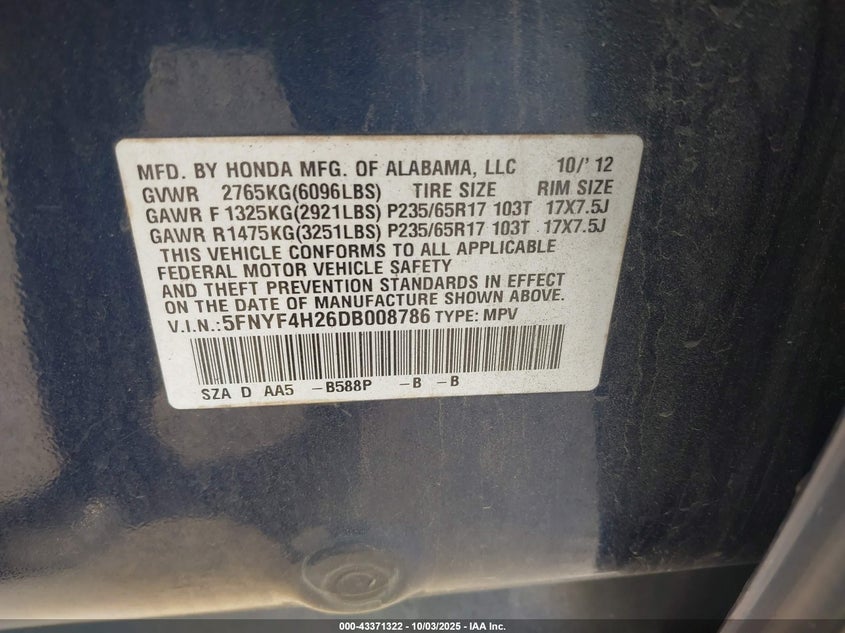 MFD. BY HONDA MFG. OF ALABAMA, LLC 10/'12
GVWR 2765KG(6096LBS) TIRE SIZE RIM SIZE
GAWR F 1325KG(2921LBS) P235/65R17 103T 17X7.5J
GAWR R1475KG(3251LBS) P235/65R17 103T 17X7.5J
THIS VEHICLE CONFORMS TO ALL APPLICABLE
FEDERAL MOTOR VEHICLE SAFETY
AND THEFT PREVENTION STANDARDS IN EFFECT
ON THE DATE OF MANUFACTURE SHOWN ABOVE.
V.I.N.:5FNYF4H26DB008786 TYPE: MPV
SZA D AA5 -B588P -B -B
000-43371322 - 10/03/2025 - IAA Inc.